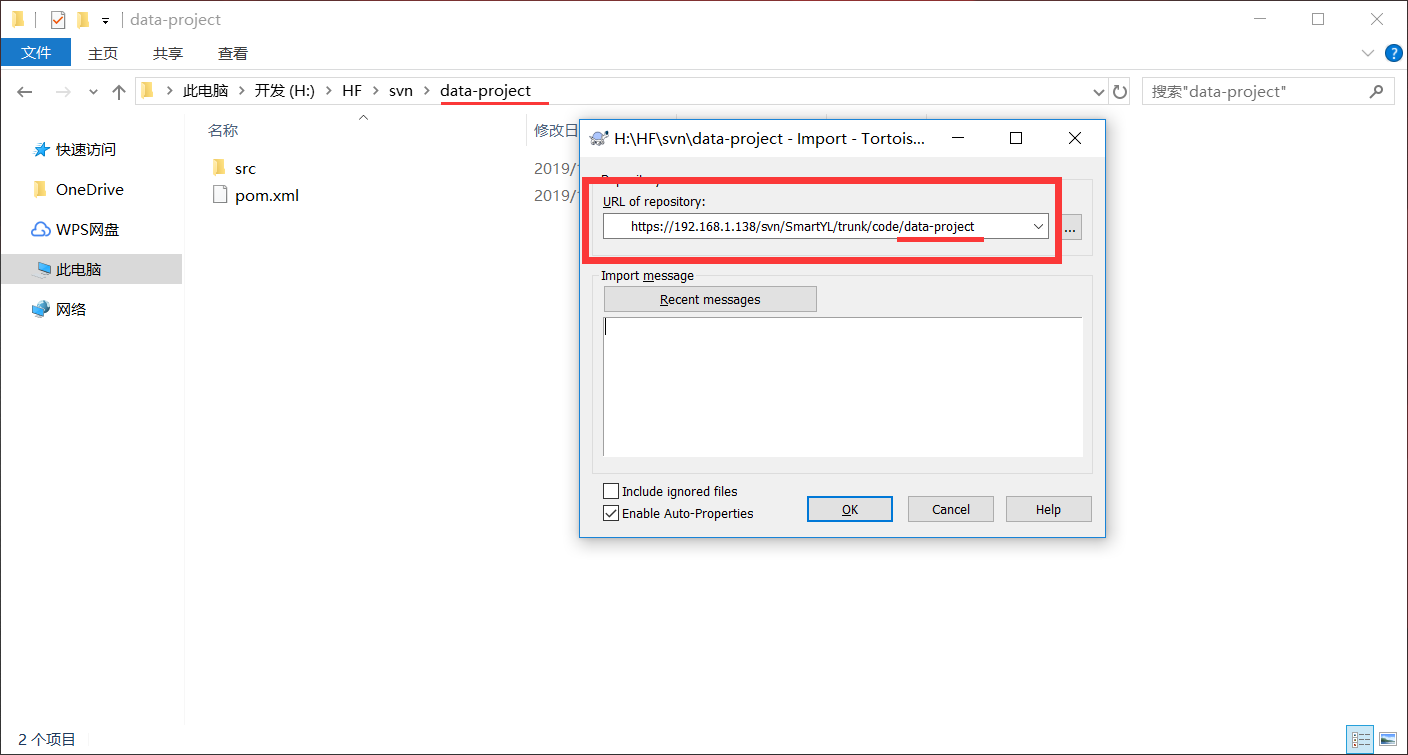 data-project
文件 主页 共享 查看
此电脑 开发 (H:) HF svn data-project
搜索"data-project"
名称 修改日
快速访问
OneDrive
WPS网盘
此电脑
网络
src 2019/
pom.xml 2019/
H:\HF\svn\data-project - Import - Tortois...
Repository
URL of repository:
https://192.168.1.138/svn/SmartYL/trunk/code/data-project
...
Import message
Recent messages
Include ignored files
Enable Auto-Properties
OK Cancel Help
2 个项目